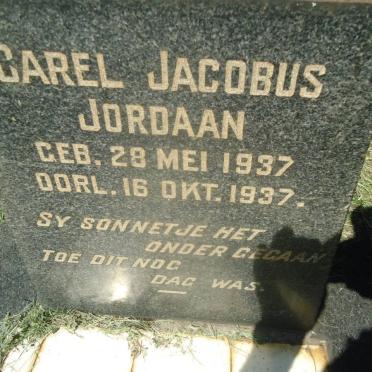 CAREL JACOBUS
JORDAAN
GEB. 28 MEI 1937
OORL. 16 OKT. 1937.
SY SONNETJE HET
ONDER GEGAAN
TOE DIT NOG
DAG WAS.